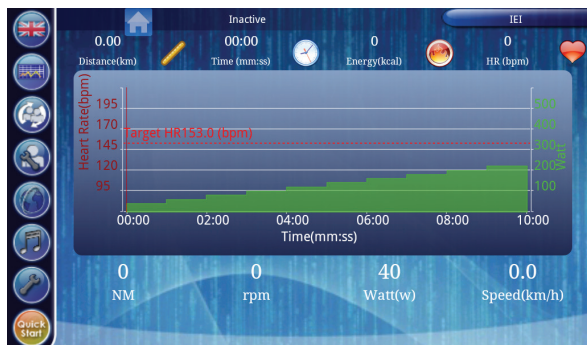 Inactive
IEI
0.00
00:00
0
0
Distance(km)
Time (mm:ss)
Energy(kcal)
HR (bpm)
Heart Rate(bpm)
195
170
145
120
95
Target HR153.0 (bpm)
400
300
200
100
Watt
00:00
02:00
04:00
06:00
08:00
10:00
Time(mm:ss)
0
0
40
0.0
NM
rpm
Watt(w)
Speed(km/h)
Quick
Start